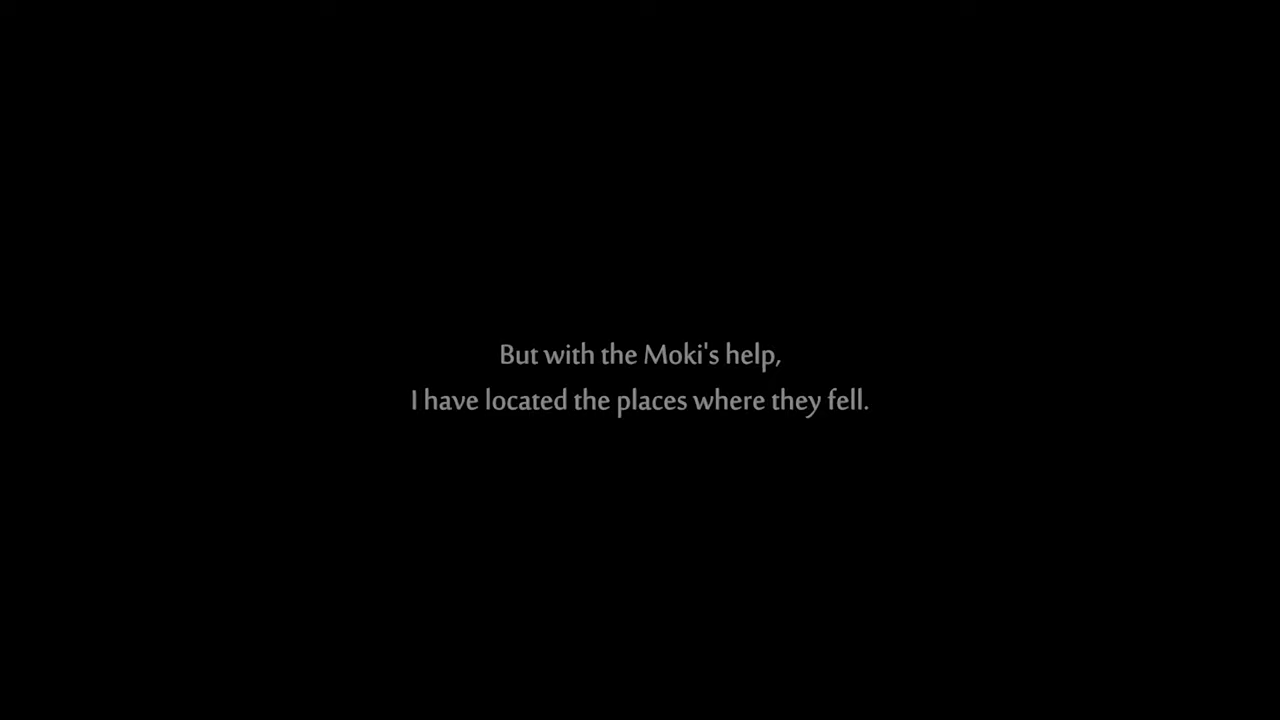 But with the Moki's help,
I have located the places where they fell.